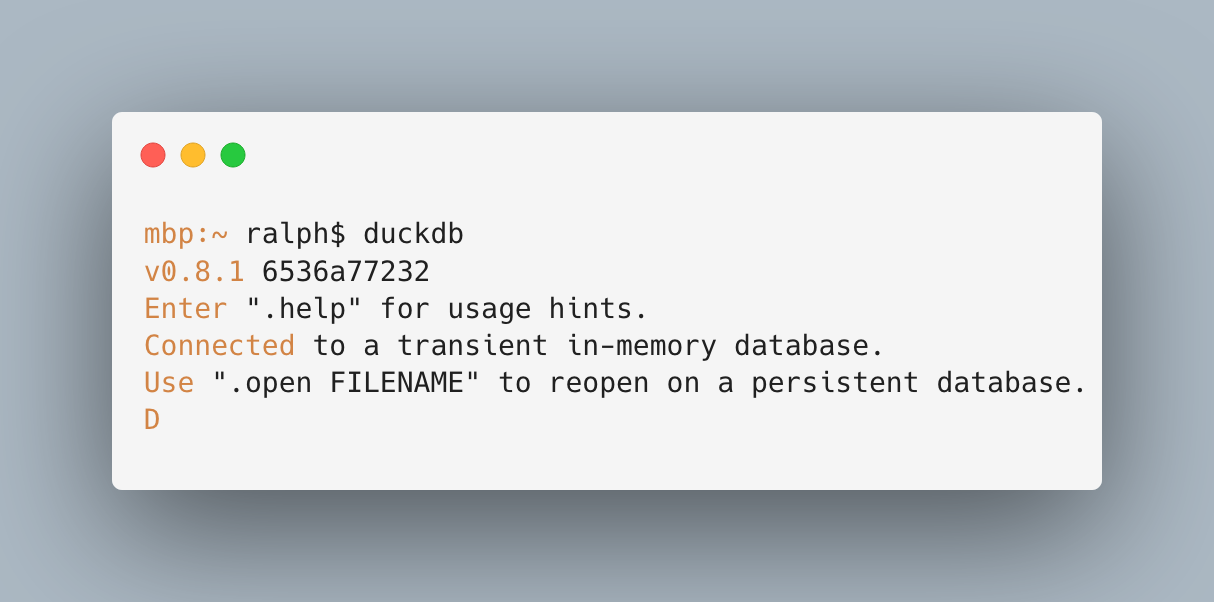 mbp:~ ralph$ duckdb
v0.8.1 6536a77232
Enter ".help" for usage hints.
Connected to a transient in-memory database.
Use ".open FILENAME" to reopen on a persistent database.
D